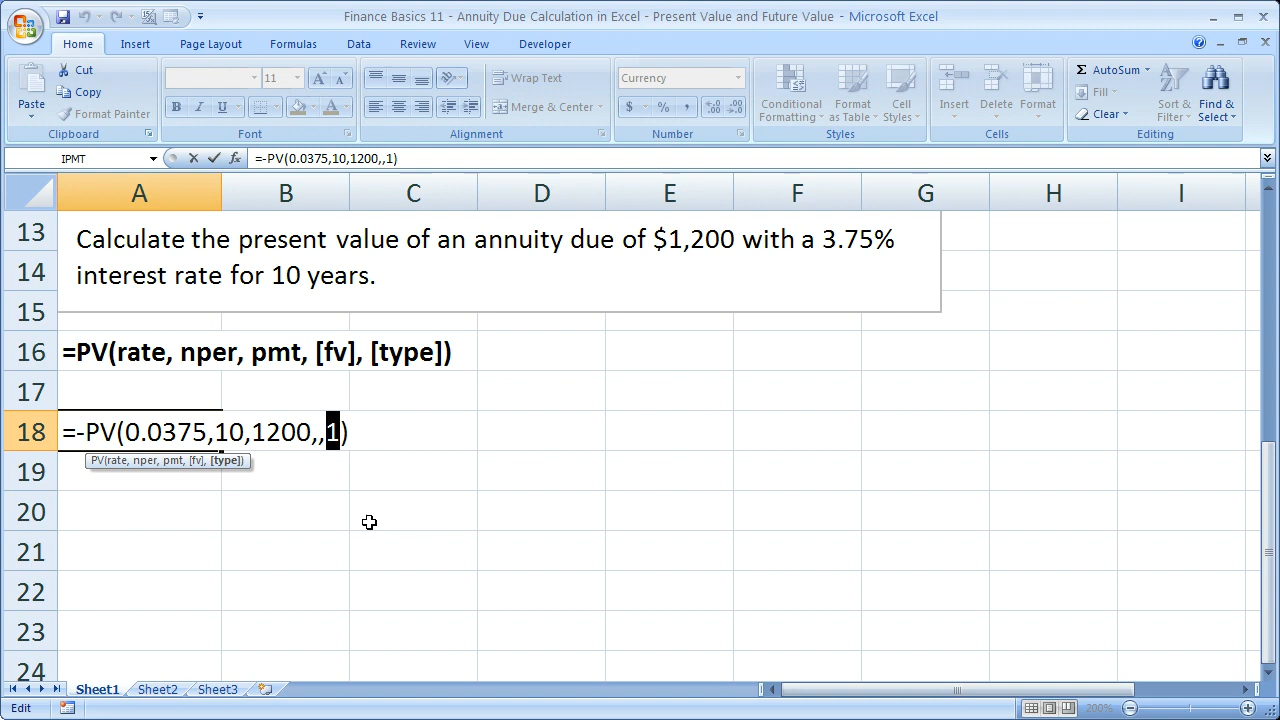 Finance Basics 11 - Annuity Due Calculation in Excel - Present Value and Future Value - Microsoft Excel
Home Insert Page Layout Formulas Data Review View Developer
Paste
Cut
Copy
Format Painter
Clipboard
11 A A
B I U A
Font
Wrap Text
Merge & Center
Alignment
Currency
$ % , .0 .00 .00 .0
Number
Conditional Formatting
Format as Table
Cell Styles
Styles
Insert
Delete
Format
Cells
Σ AutoSum
Fill
Clear
Sort & Filter
Find & Select
Editing
IPMT fx =-PV(0.0375,10,1200,,1)
A B C D E F G H I
13
Calculate the present value of an annuity due of $1,200 with a 3.75%
14
interest rate for 10 years.
15
16 =PV(rate, nper, pmt, [fv], [type])
17
18 =-PV(0.0375,10,1200,,1)
PV(rate, nper, pmt, [fv], [type])
19
20
21
22
23
24
Sheet1 Sheet2 Sheet3
Edit 200%